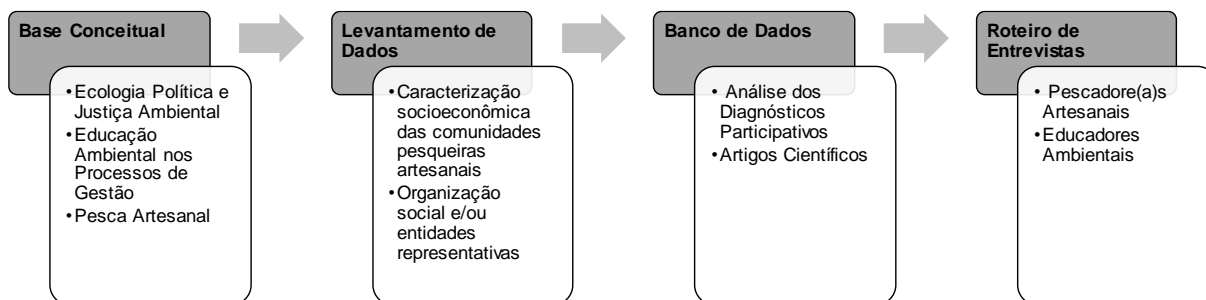 Base Conceitual
•Ecologia Política e
Justiça Ambiental
•Educação
Ambiental nos
Processos de
Gestão
•Pesca Artesanal
Levantamento de
Dados
•Caracterização
socioeconômica
das comunidades
pesqueiras
artesanais
•Organização
social e/ou
entidades
representativas
Banco de Dados
• Análise dos
Diagnósticos
Participativos
•Artigos Científicos
Roteiro de
Entrevistas
• Pescadore(a)s
Artesanais
•Educadores
Ambientais